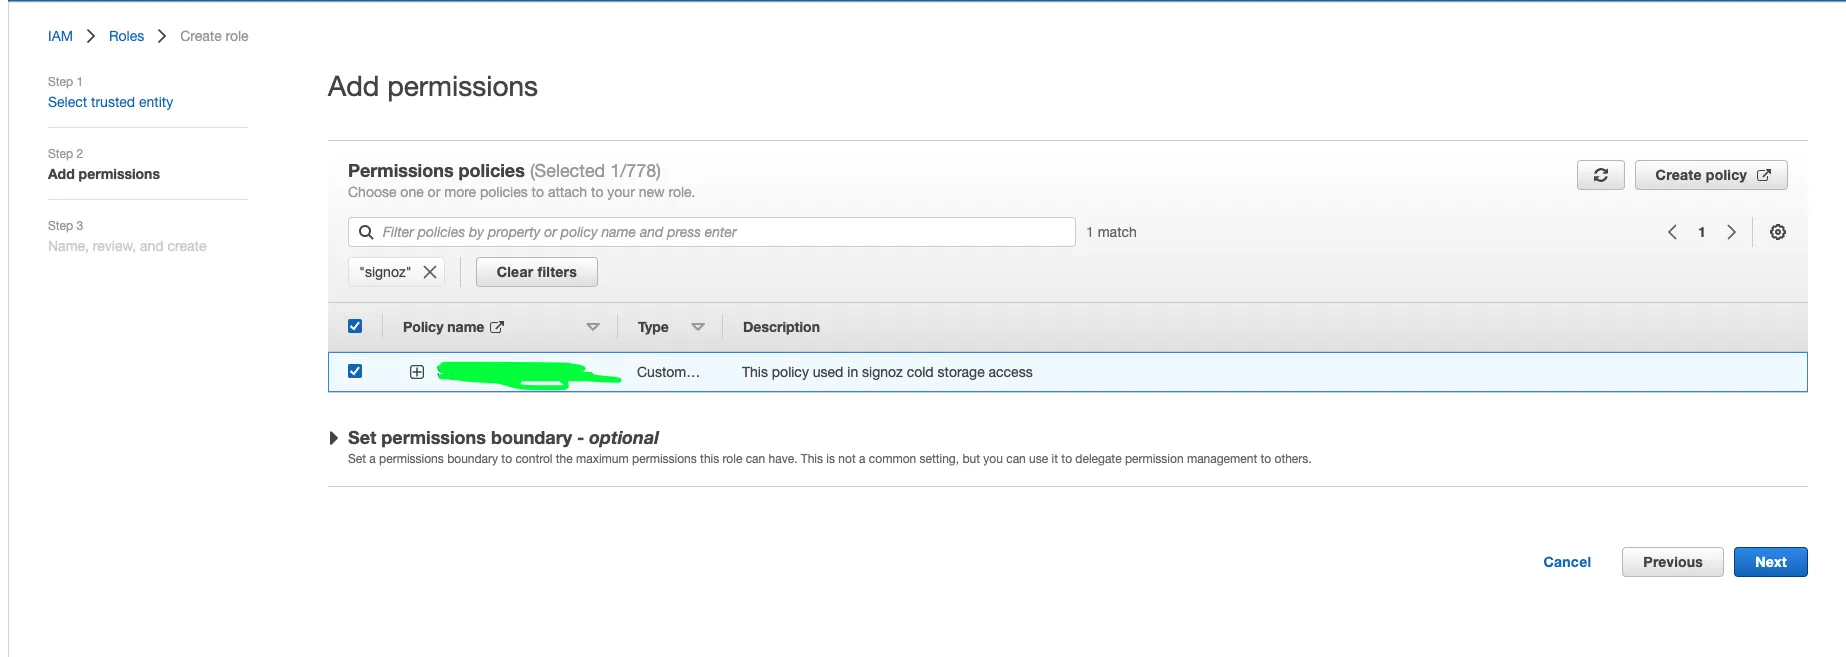 IAM > Roles > Create role
Step 1
Select trusted entity
Step 2
Add permissions
Step 3
Name, review, and create
Add permissions
Permissions policies (Selected 1/778)
Choose one or more policies to attach to your new role.
Create policy
Filter policies by property or policy name and press enter
1 match
1
"signoz"
Clear filters
Policy name Type Description
Custom... This policy used in signoz cold storage access
Set permissions boundary - optional
Set a permissions boundary to control the maximum permissions this role can have. This is not a common setting, but you can use it to delegate permission management to others.
Cancel Previous Next